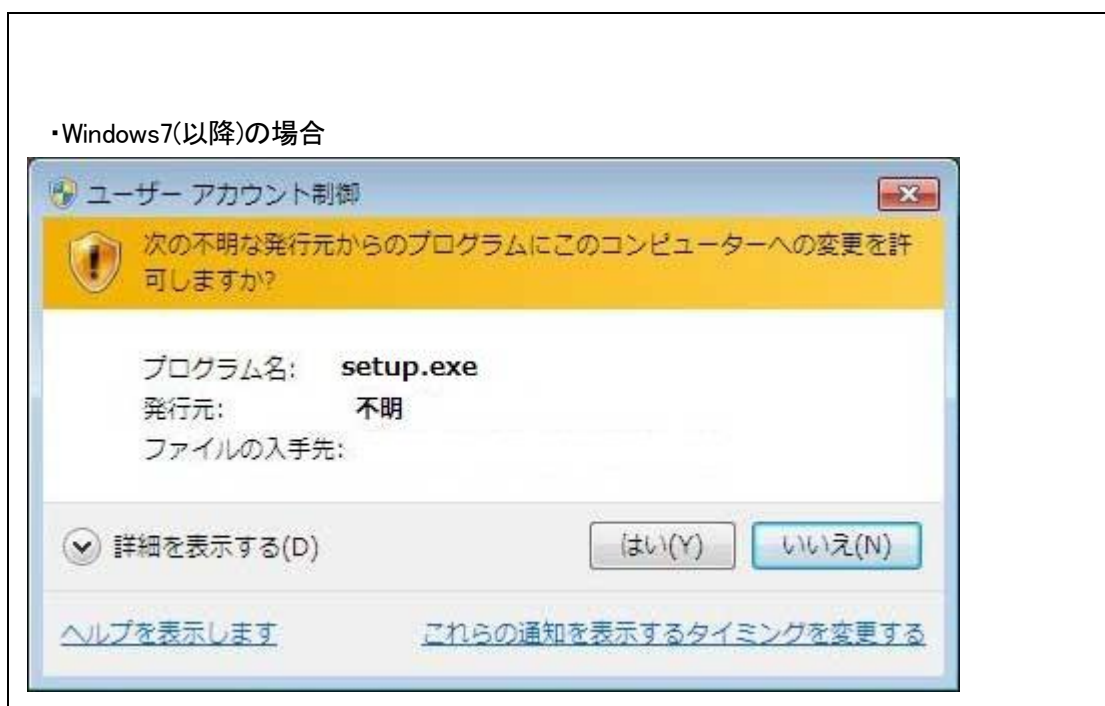 ・Windows7(以降)の場合
ユーザー アカウント制御
次の不明な発行元からのプログラムにこのコンピューターへの変更を許
可しますか?
プログラム名: setup.exe
発行元: 不明
ファイルの入手先:
詳細を表示する(D) はい(Y) いいえ(N)
ヘルプを表示します これらの通知を表示するタイミングを変更する